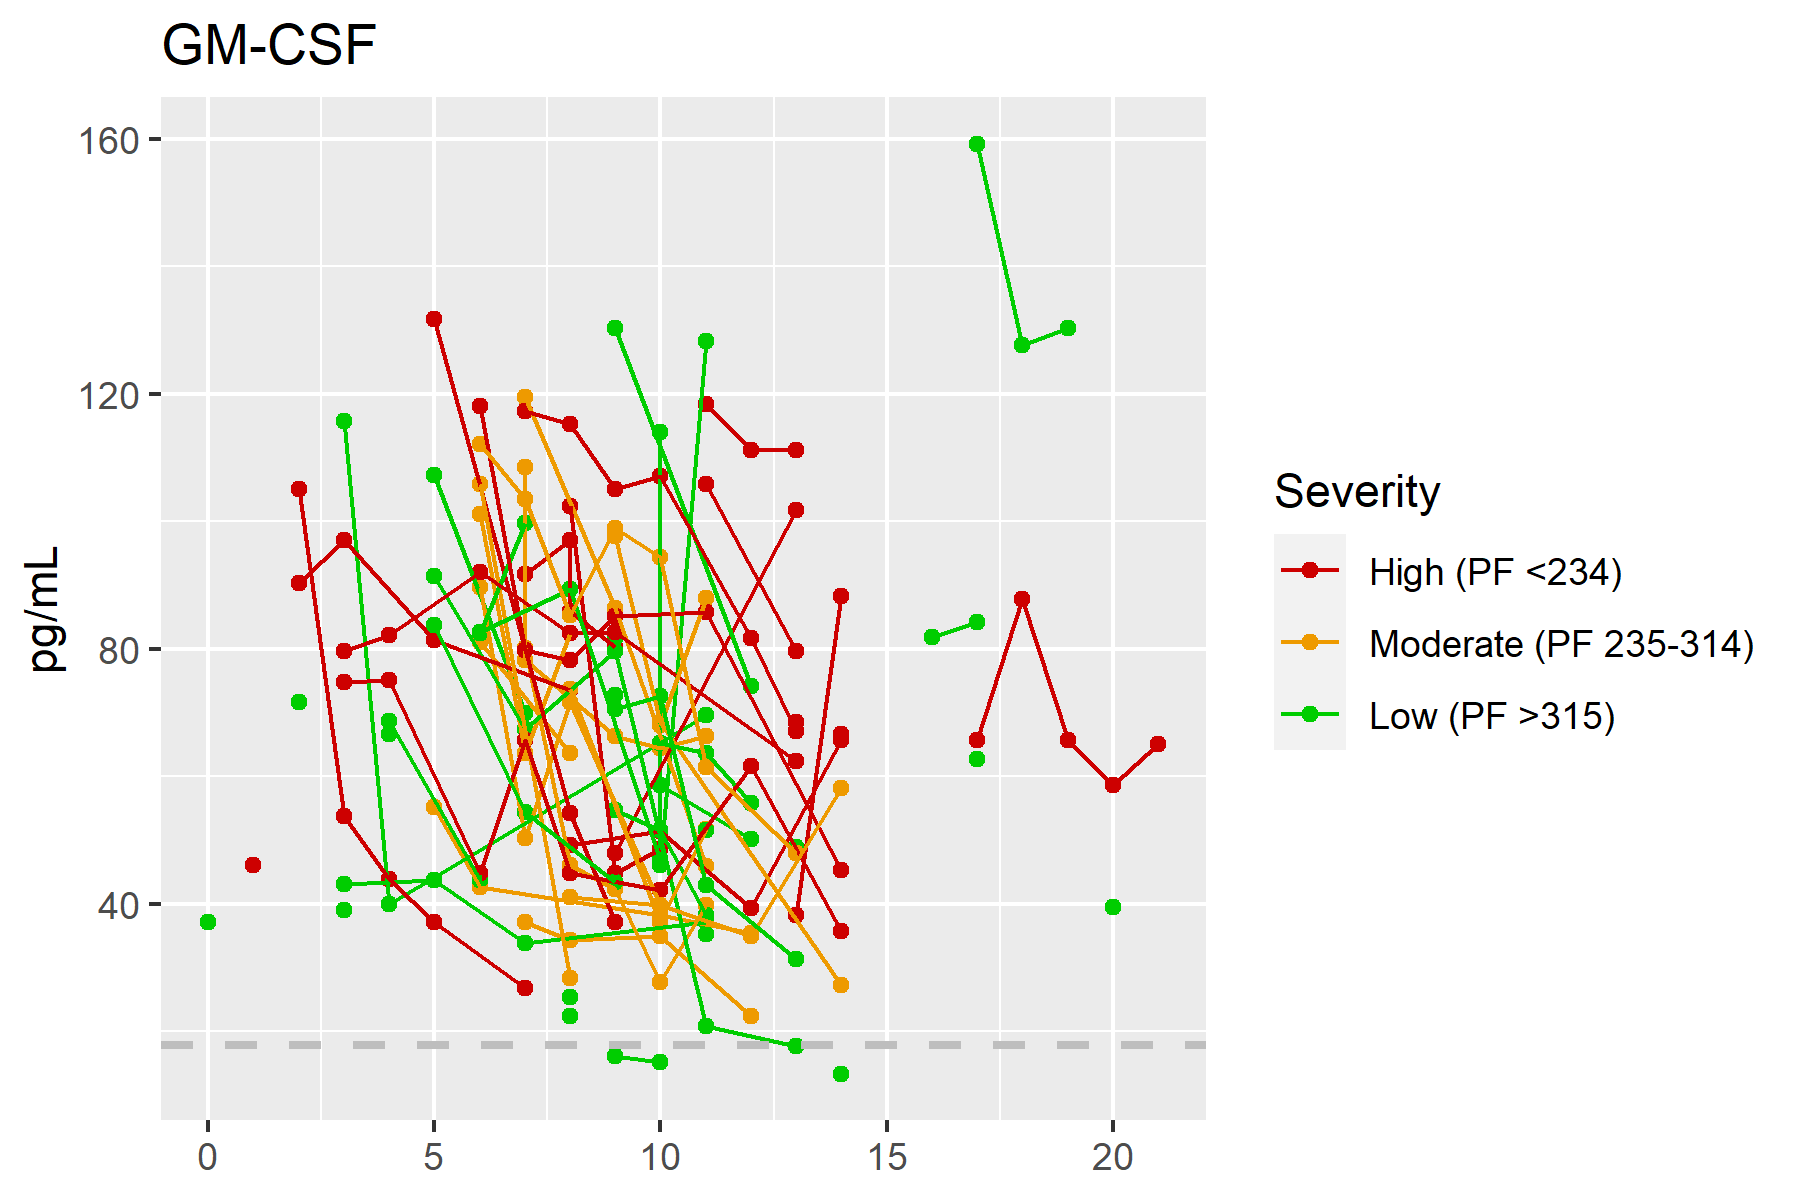 GM-CSF
160
120
80
40
pg/mL
0 5 10 15 20
Severity
High (PF <234)
Moderate (PF 235-314)
Low (PF >315)